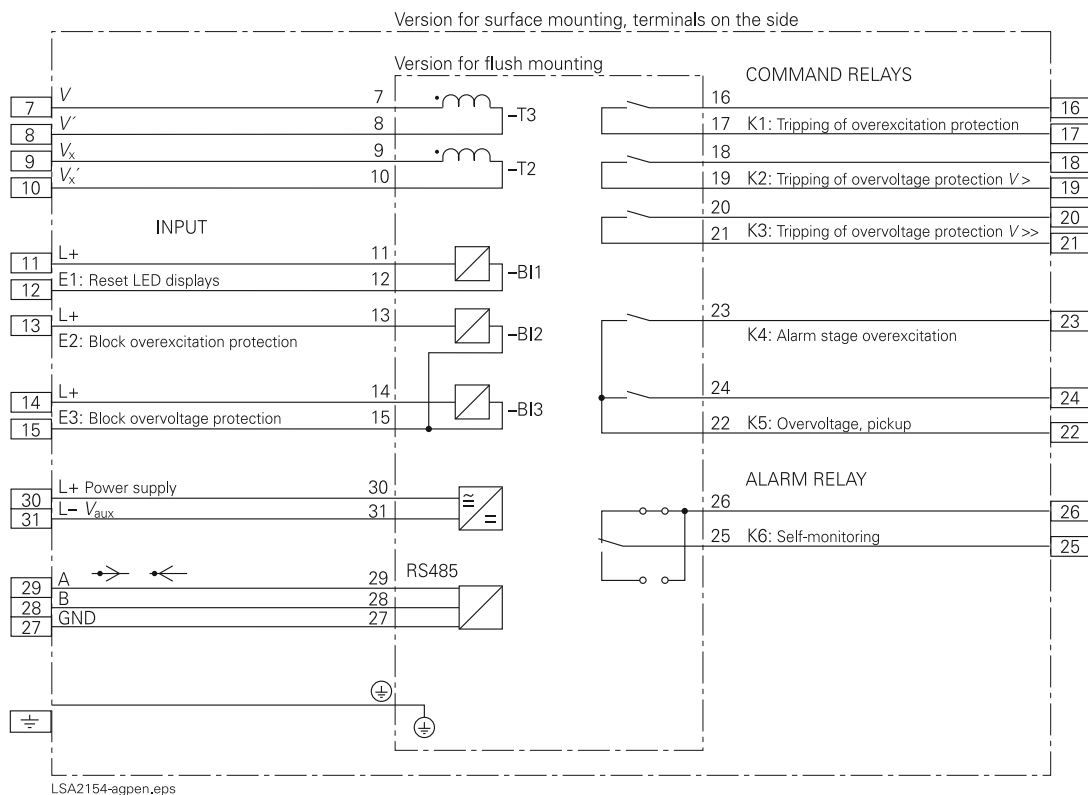 Version for surface mounting, terminals on the side
Version for flush mounting
COMMAND RELAYS
7 V 7
8 V′ 8
–T3
9 Vx 9
10 Vx′ 10
–T2
16 16
17 K1: Tripping of overexcitation protection 17
18 18
19 K2: Tripping of overvoltage protection V > 19
20 20
21 K3: Tripping of overvoltage protection V >> 21
INPUT
11 L+ 11
12 E1: Reset LED displays 12
–BI1
13 L+ 13
E2: Block overexcitation protection
–BI2
14 L+ 14
15 E3: Block overvoltage protection 15
–BI3
23 23
K4: Alarm stage overexcitation
24 24
22 K5: Overvoltage, pickup 22
30 L+ Power supply 30
31 L– Vaux 31
≅
=
ALARM RELAY
26 26
25 K6: Self-monitoring 25
RS485
29 A 29
28 B 28
27 GND 27
LSA2154-agpen.eps